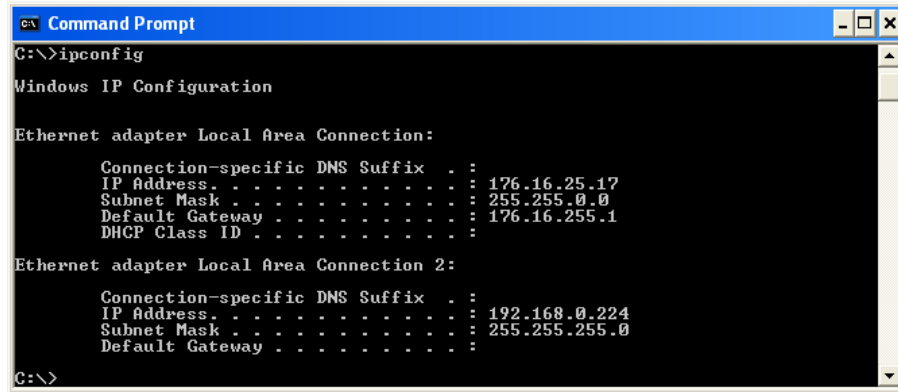 Command Prompt
C:\>ipconfig
Windows IP Configuration
Ethernet adapter Local Area Connection:
Connection-specific DNS Suffix . :
IP Address. . . . . . . . . . . . : 176.16.25.17
Subnet Mask . . . . . . . . . . . : 255.255.0.0
Default Gateway . . . . . . . . . : 176.16.255.1
DHCP Class ID . . . . . . . . . . :
Ethernet adapter Local Area Connection 2:
Connection-specific DNS Suffix . :
IP Address. . . . . . . . . . . . : 192.168.0.224
Subnet Mask . . . . . . . . . . . : 255.255.255.0
Default Gateway . . . . . . . . . :
C:\>